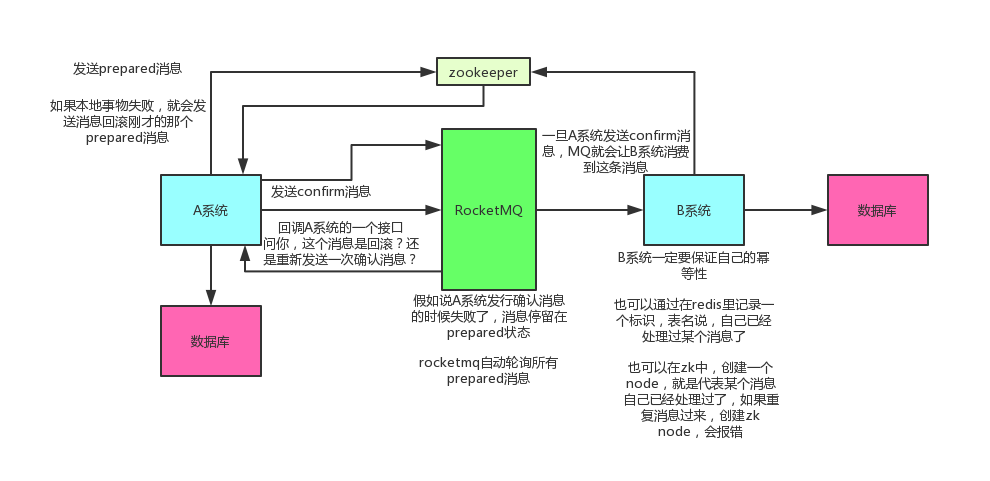 发送prepared消息
如果本地事物失败，就会发
送消息回滚刚才的那个
prepared消息
zookeeper
一旦A系统发送confirm消
息，MQ就会让B系统消费
到这条消息
发送confirm消息
A系统
RocketMQ
B系统
数据库
回调A系统的一个接口
问你，这个消息是回滚？还
是重新发送一次确认消息？
B系统一定要保证自己的幂
等性
假如说A系统发行确认消息
的时候失败了，消息停留在
prepared状态
也可以通过在redis里记录一
个标识，表名说，自己已经
处理过某个消息了
数据库
rocketmq自动轮询所有
prepared消息
也可以在zk中，创建一个
node，就是代表某个消息
自己已经处理过了，如果重
复消息过来，创建zk
node，会报错